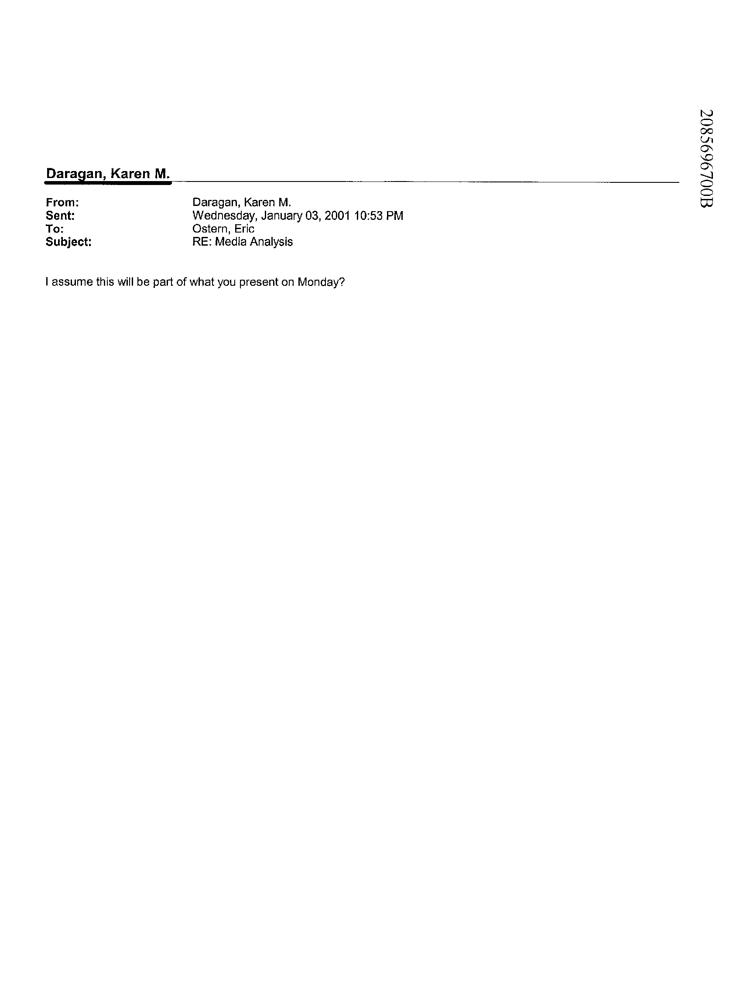 2085696700B
Daragan, Karen M.
From: Daragan, Karen M.
Sent: Wednesday, January 03, 2001 10:53 PM
To: Ostern, Eric
Subject: RE: Media Analysis
I assume this will be part of what you present on Monday?